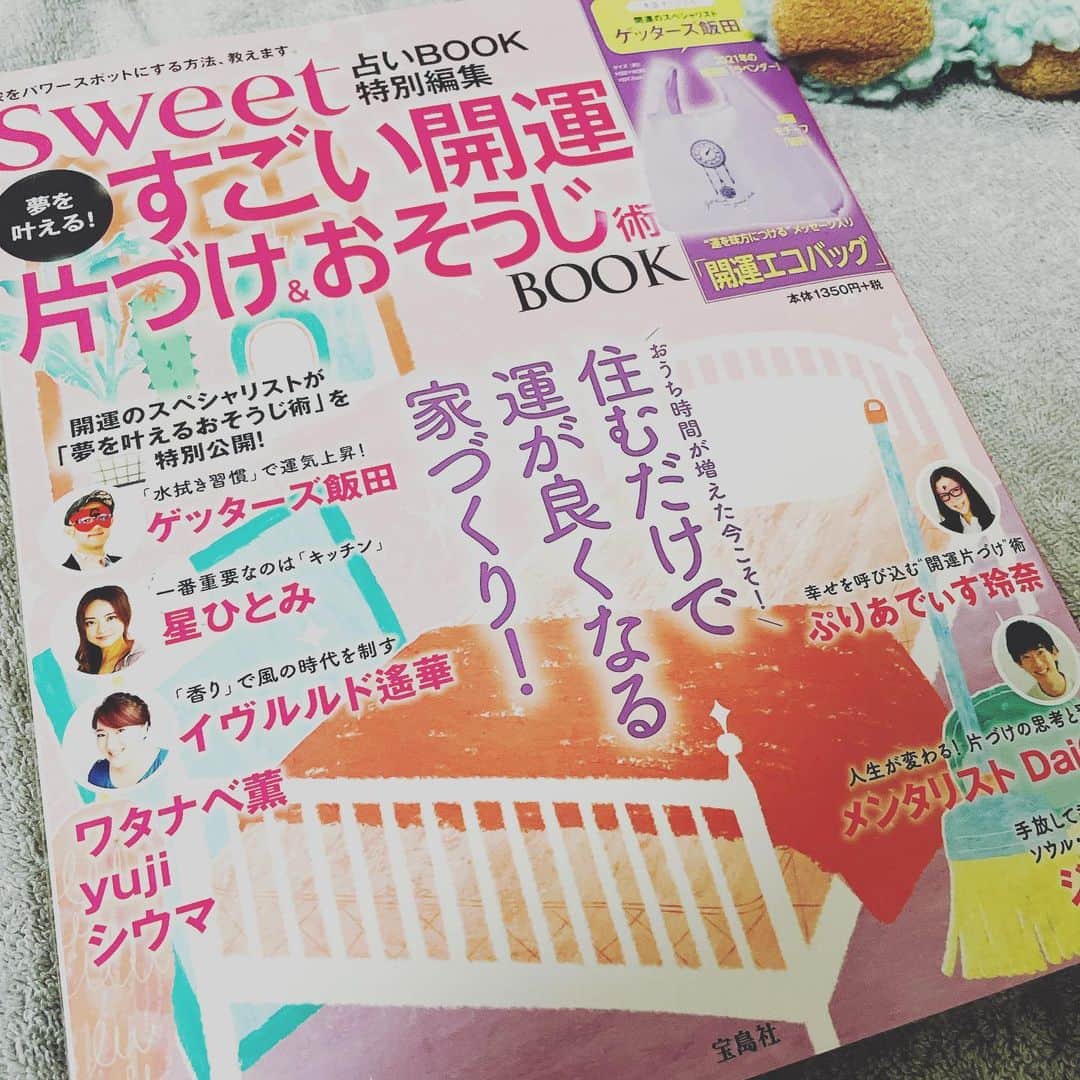 をパワースポットにする方法、教えます。
sweet
占いBOOK
特別編集
夢を
叶える!
すごい開運
片づけ&おそうじ術
BOOK
開運のスペシャリスト
ゲッターズ飯田
2021年の
モチーフ
"運を味方につける"メッセージ入り
「開運エコバッグ」
本体1350円+税
「開運のスペシャリストが
「夢を叶えるおそうじ術」を
特別公開!
「水拭き習慣」で運気上昇!
ゲッターズ飯田
一番重要なのは「キッチン」
星ひとみ
「香り」で風の時代を制す
イヴルルド遙華
ワタナベ薫
yuji
シウマ
おうち時間が増えた今こそ!
住むだけで
運が良くなる
家づくり!
幸せを呼び込む"開運片づけ"術
ぷりあでぃす玲奈
人生が変わる!片づけの思考と
メンタリスト Dai
手放して
ソウル・
ジ
宝島社